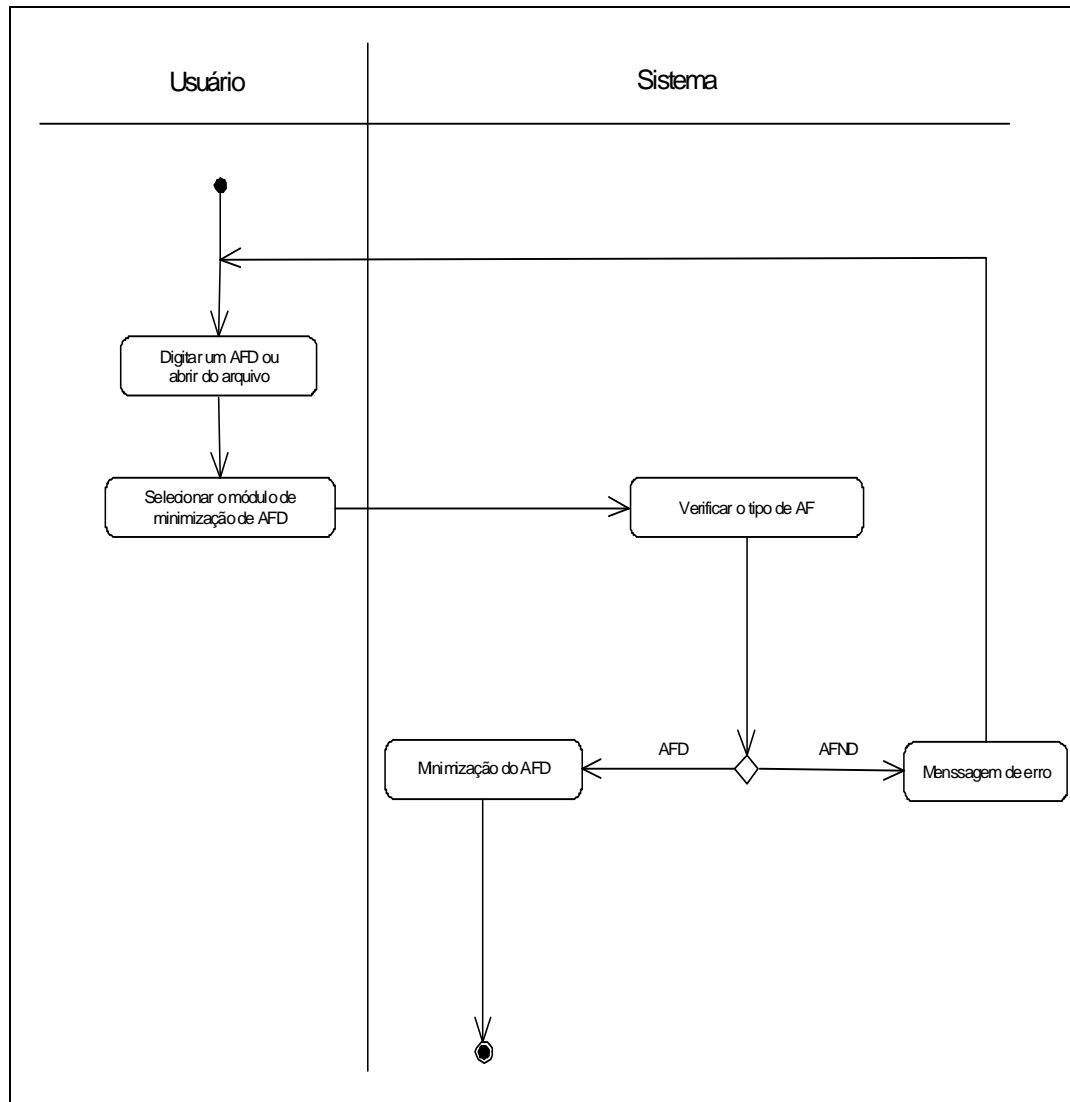 Usuário
Sistema
Digitar um AFD ou
abrir do arquivo
Selecionar o módulo de
minimização de AFD
Verificar o tipo de AF
AFD
AFND
Minimização do AFD
Menssagem de erro